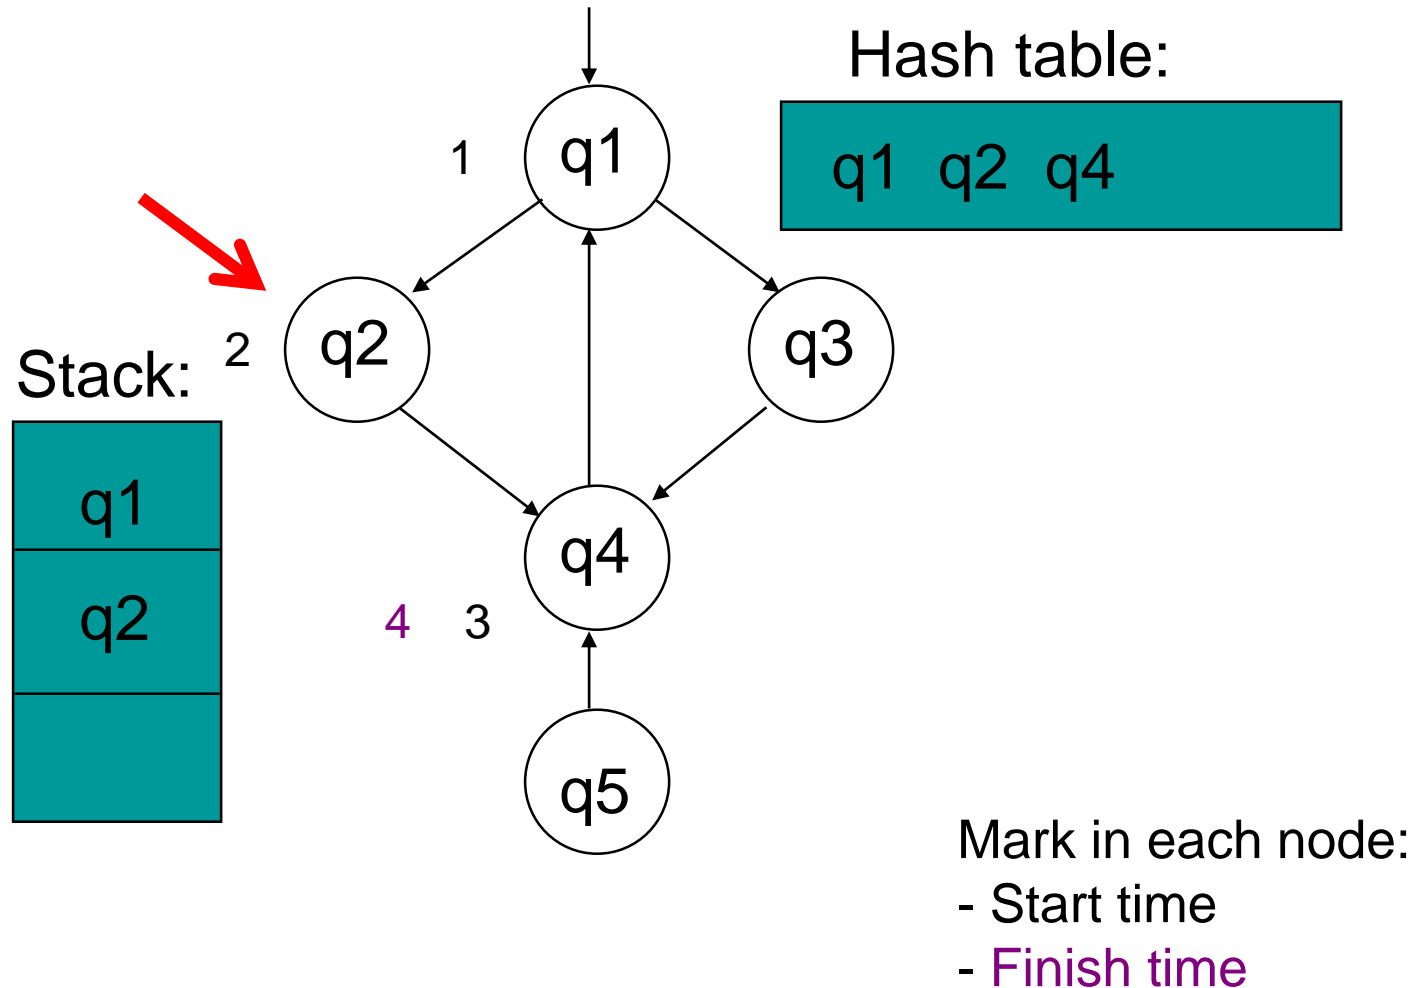 Hash table:
q1 q2 q4
1
q1
2
q2
q3
Stack:
q1
q2
q4
4 3
q5
Mark in each node:
- Start time
- Finish time